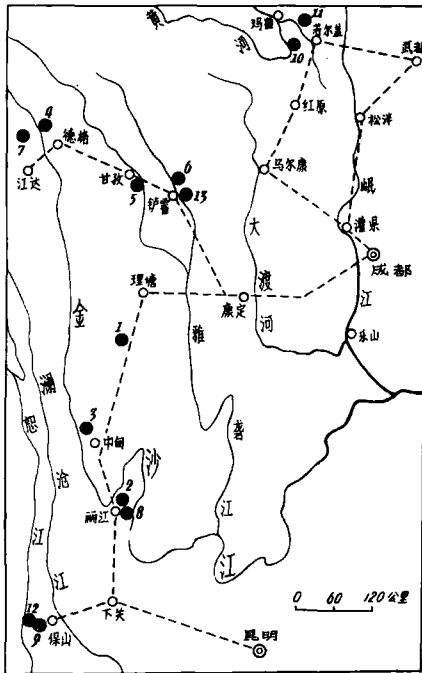 黄
河
玛曲
11
若尔盖
10
武都
红原
松潘
4
7
德格
江达
甘孜
5
6
炉霍
13
马尔康
岷
江
灌县
成都
大
渡
河
理塘
康定
乐山
金
沙
江
雅
砻
江
1
澜
沧
江
怒
江
3
中甸
2
丽江
8
12
9
保山
下关
昆明
0 60 120 公里